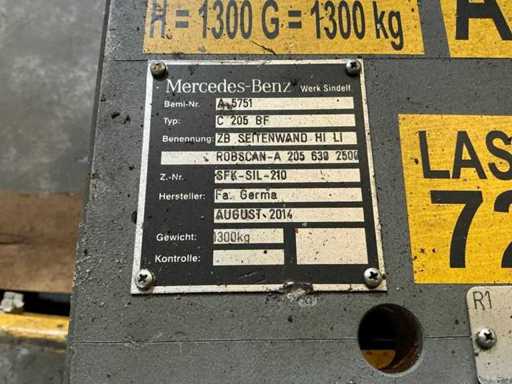 H = 1300 G = 1300 kg
A
Mercedes-Benz Werk Sindelf
Bemi-Nr. A 5751
Typ: C 205 BF
Benennung: ZB SEITENWAND HI LI
ROBSCAN-A 205 630 2500
Z.-Nr. SFK-SIL-210
Hersteller: Fa. Germa
AUGUST.2014
Gewicht: 1300kg
Kontrolle:
LAS
72
R1